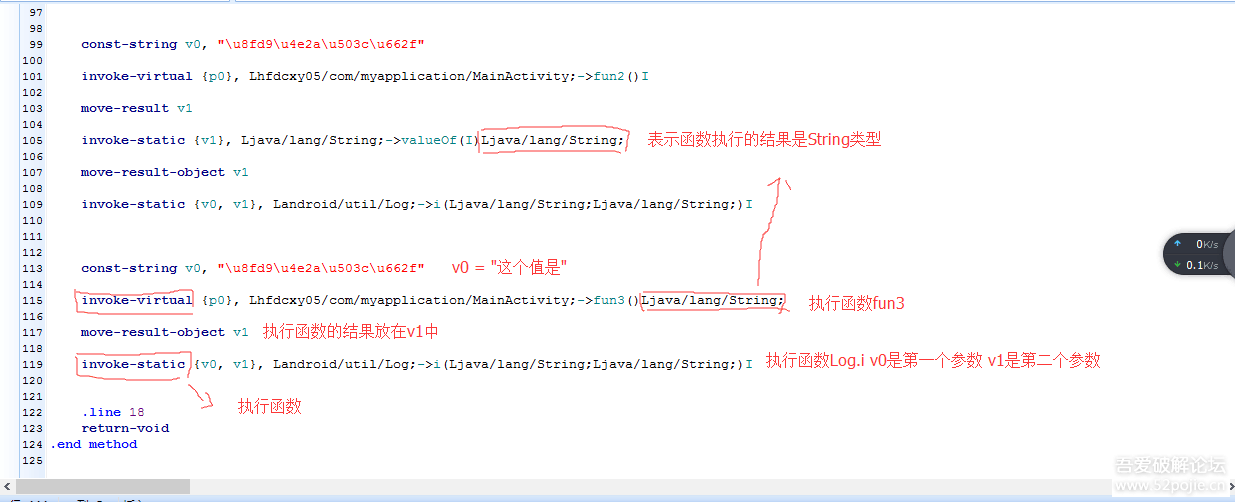 97
98
99 const-string v0, "\u8fd9\u4e2a\u503c\u662f"
100
101 invoke-virtual {p0}, Lhfdcxy05/com/myapplication/MainActivity;->fun2()I
102
103 move-result v1
104
105 invoke-static {v1}, Ljava/lang/String;->valueOf(I)Ljava/lang/String; 表示函数执行的结果是String类型
106
107 move-result-object v1
108
109 invoke-static {v0, v1}, Landroid/util/Log;->i(Ljava/lang/String;Ljava/lang/String;)I
110
111
112
113 const-string v0, "\u8fd9\u4e2a\u503c\u662f" v0 = "这个值是"
114
115 invoke-virtual {p0}, Lhfdcxy05/com/myapplication/MainActivity;->fun3()Ljava/lang/String; 执行函数fun3
116
117 move-result-object v1 执行函数的结果放在v1中
118
119 invoke-static {v0, v1}, Landroid/util/Log;->i(Ljava/lang/String;Ljava/lang/String;)I 执行函数Log.i v0是第一个参数 v1是第二个参数
120
121 执行函数
122 .line 18
123 return-void
124 .end method
125
0K/s
0.1K/s
吾爱破解论坛
www.52pojie.cn